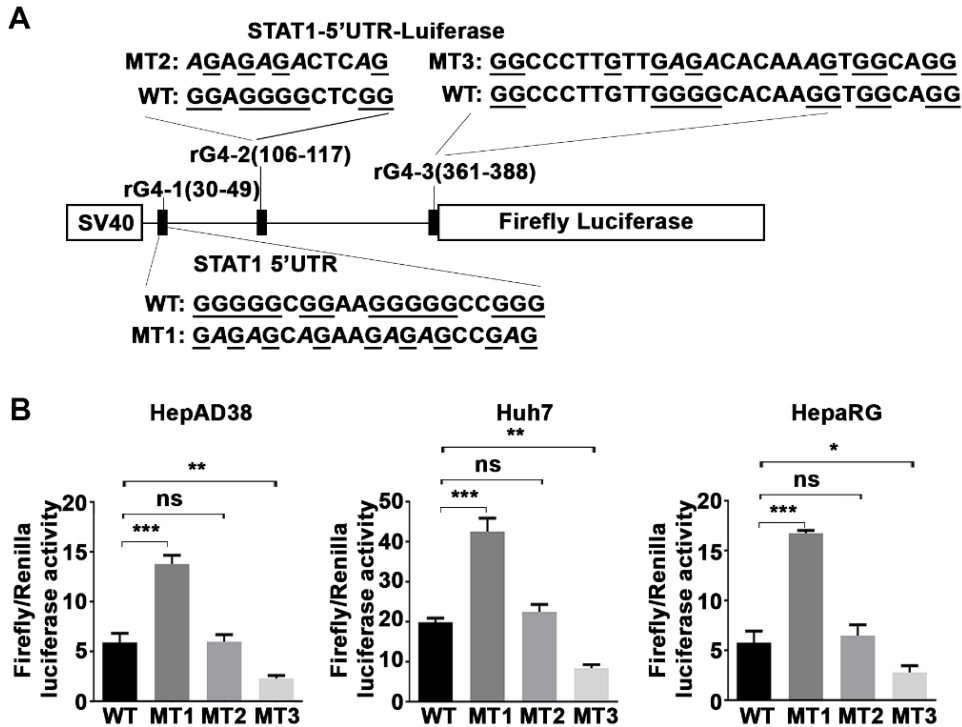 A
STAT1-5'UTR-Luiferase
MT2: AGAGAGACTCAG
WT: GGAGGGGCTCGG
MT3: GGCCCTTGTTGAGACACAAAGTGGCAGG
WT: GGCCCTTGTTGGGGCACAAGGTGGCAGG
rG4-2(106-117)
rG4-3(361-388)
rG4-1(30-49)
SV40
Firefly Luciferase
STAT1 5'UTR
WT: GGGGGCGGAAGGGGGCCGGG
MT1: GAGAGCAGAAGAGAGCCGAG
B
HepAD38
Firefly/Renilla
luciferase activity
20
15
10
5
0
**
ns
***
WT MT1 MT2 MT3
Huh7
Firefly/Renilla
luciferase activity
50
40
30
20
10
0
**
ns
***
WT MT1 MT2 MT3
HepaRG
Firefly/Renilla
luciferase activity
20
15
10
5
0
*
ns
***
WT MT1 MT2 MT3